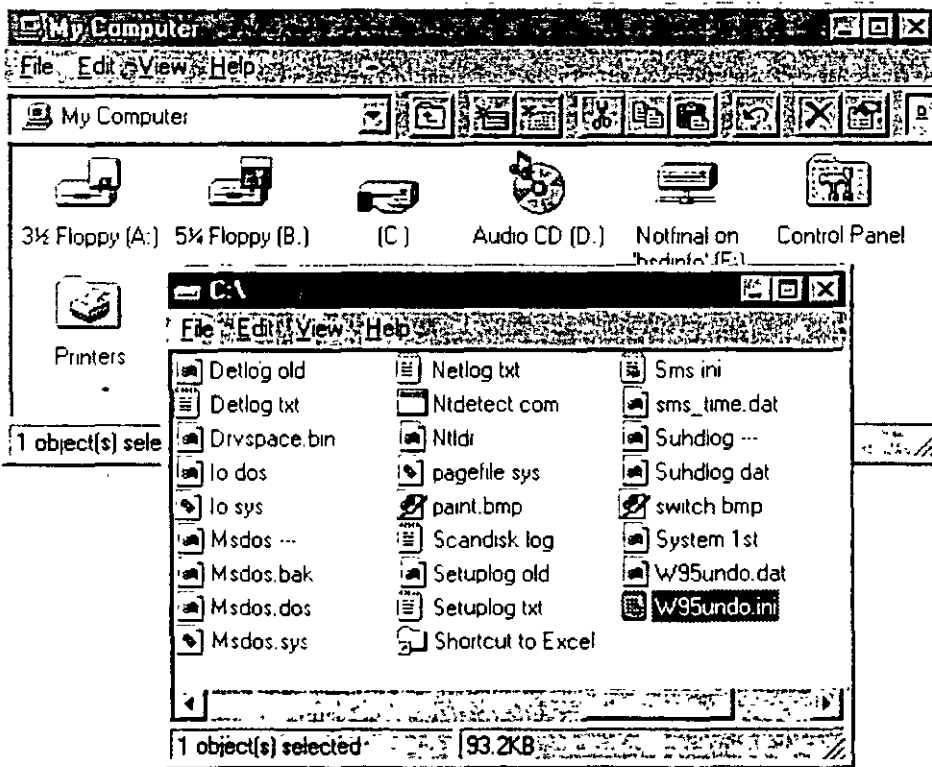 My Computer
File Edit View Help
My Computer
3½ Floppy (A:) 5¼ Floppy (B.) (C ) Audio CD (D.) Notfinal on 'bsdinfo' (F:) Control Panel
Printers
1 object(s) sele
C:\
File Edit View Help
Detlog old
Detlog txt
Drvspace.bin
Io dos
Io sys
Msdos ---
Msdos.bak
Msdos.dos
Msdos.sys
Netlog txt
Ntdetect com
Ntldr
pagefile sys
paint.bmp
Scandisk log
Setuplog old
Setuplog txt
Shortcut to Excel
Sms ini
sms_time.dat
Suhdlog ---
Suhdlog dat
switch bmp
System 1st
W95undo.dat
W95undo.ini
1 object(s) selected 93.2KB